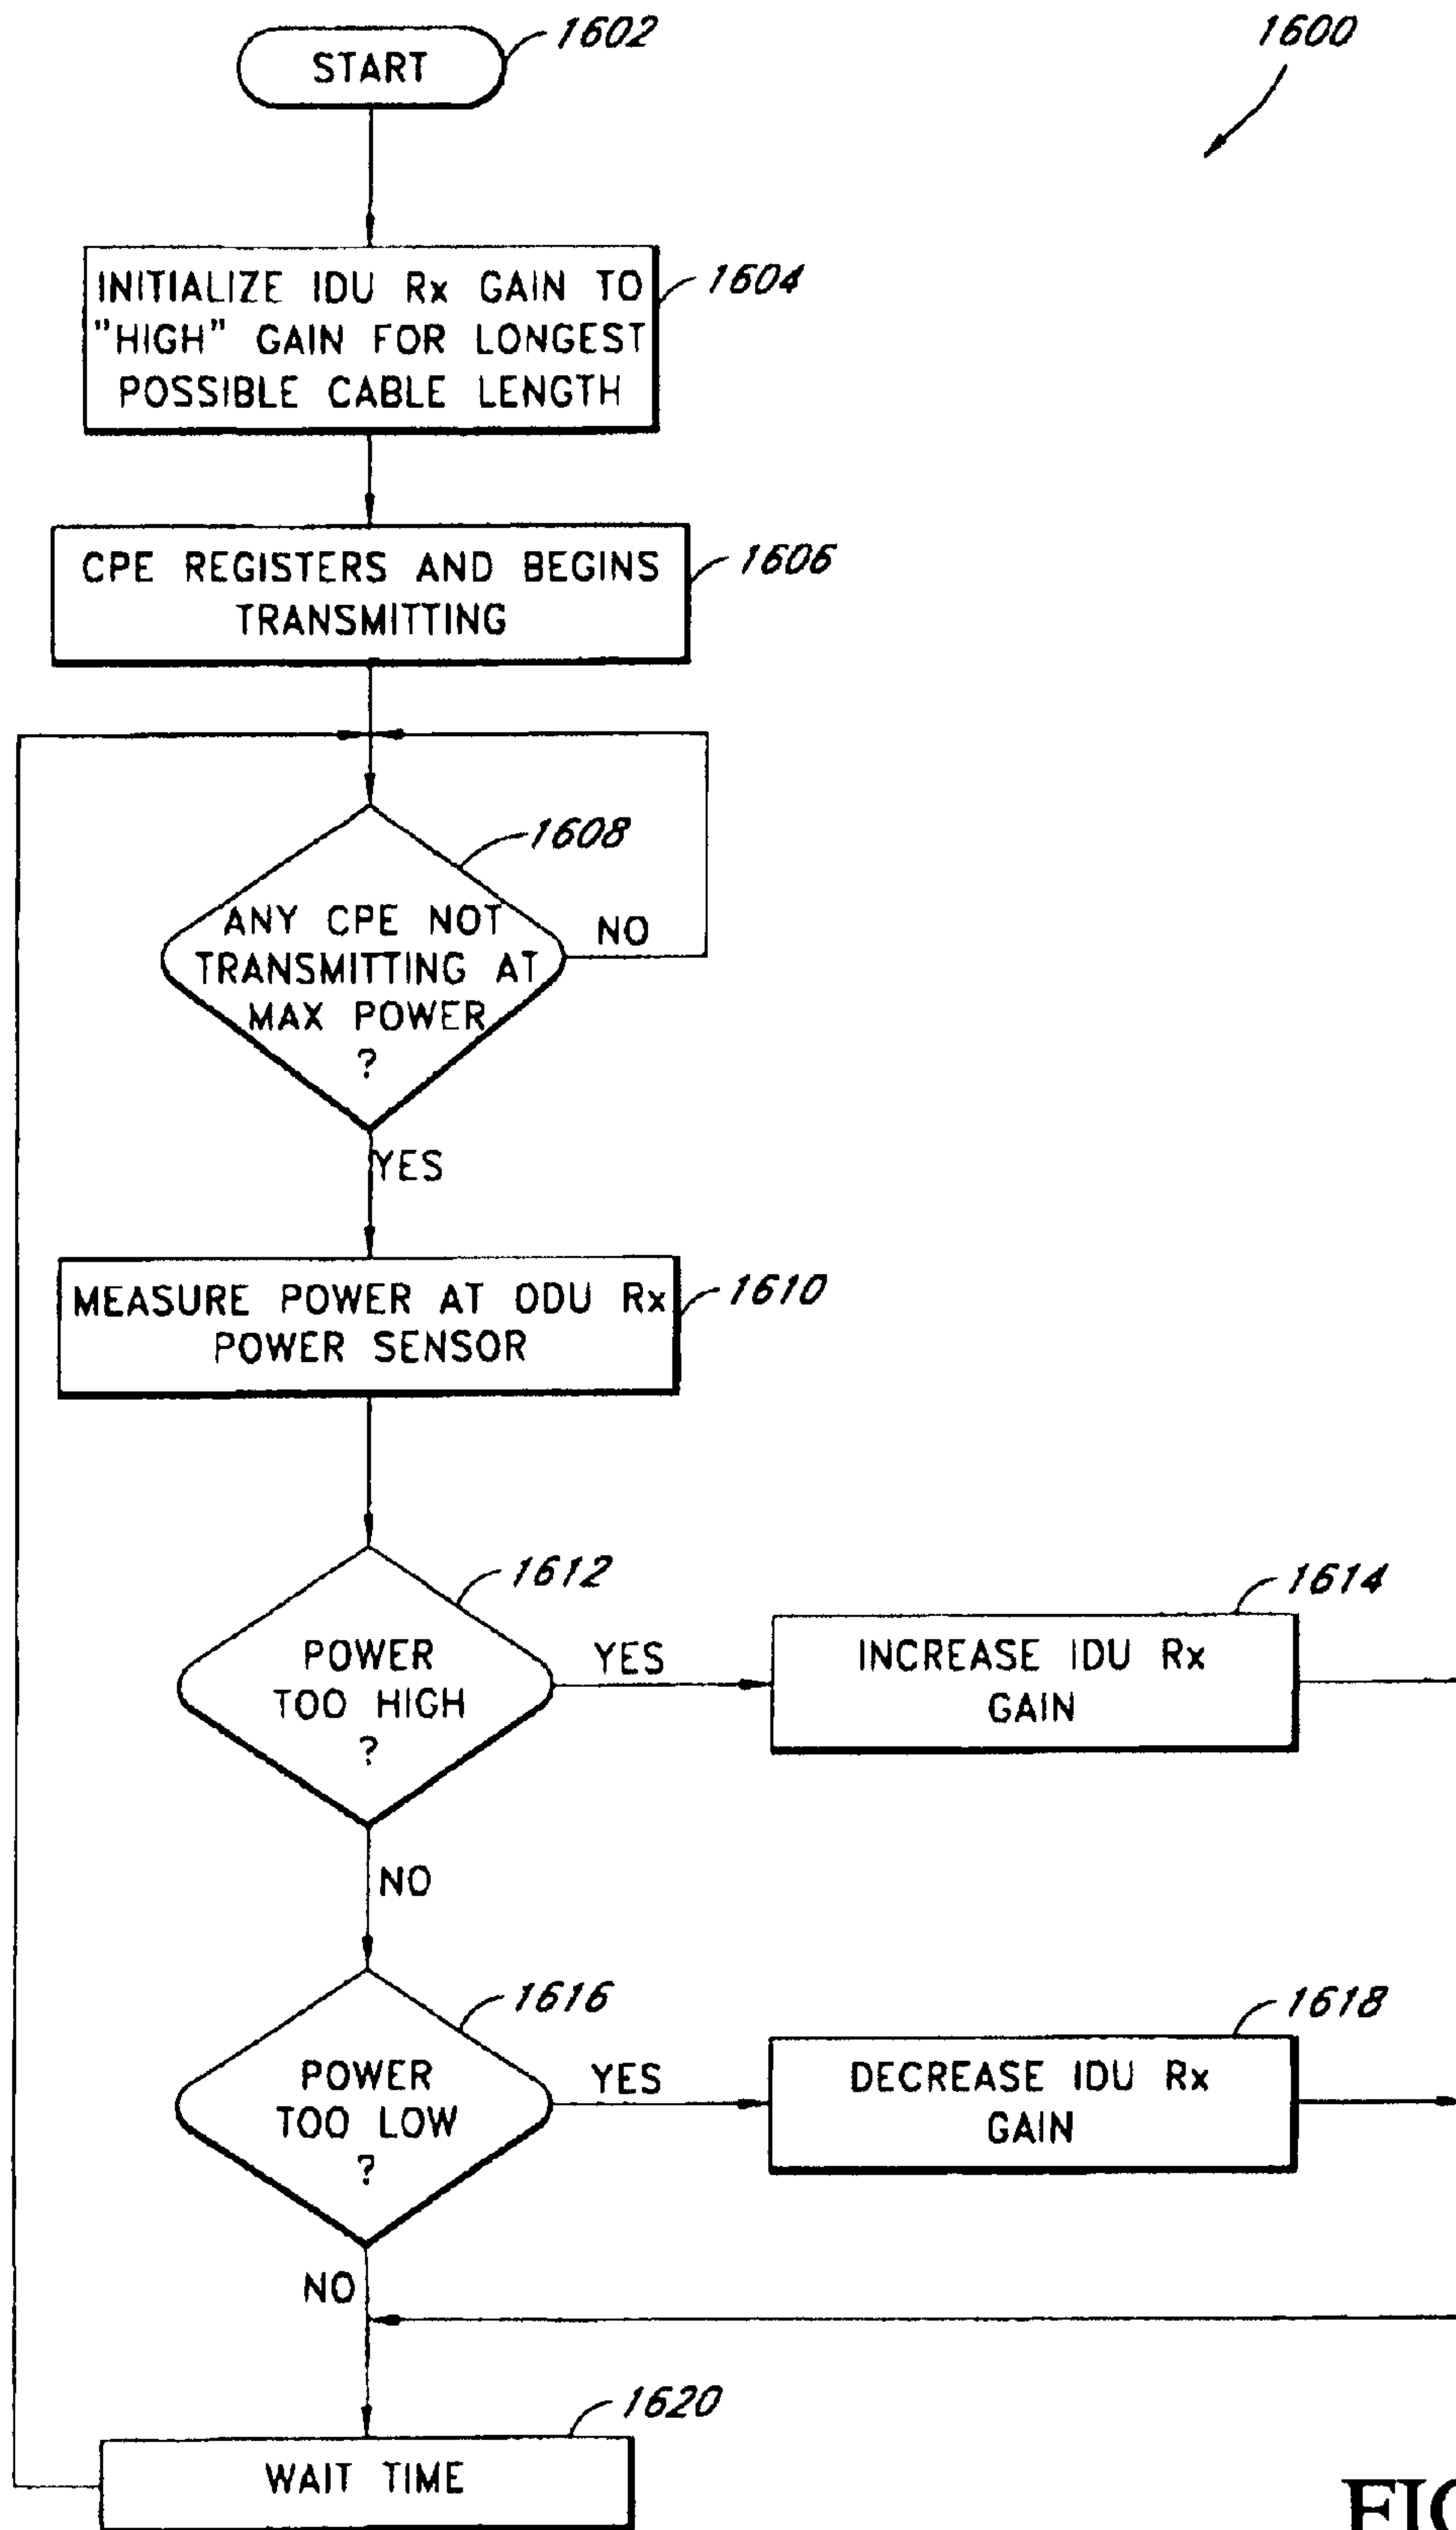 START
1602
1600
INITIALIZE IDU Rx GAIN TO
"HIGH" GAIN FOR LONGEST
POSSIBLE CABLE LENGTH
1604
CPE REGISTERS AND BEGINS
TRANSMITTING
1606
1608
ANY CPE NOT
TRANSMITTING AT
MAX POWER
?
NO
YES
MEASURE POWER AT ODU Rx
POWER SENSOR
1610
1612
POWER
TOO HIGH
?
YES
1614
INCREASE IDU Rx
GAIN
NO
1616
POWER
TOO LOW
?
YES
1618
DECREASE IDU Rx
GAIN
NO
1620
WAIT TIME